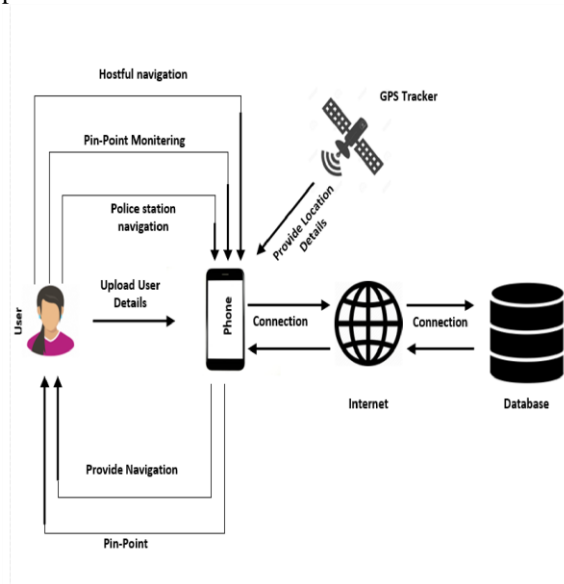 Hostful navigation
GPS Tracker
Pin-Point Monitering
Police station
navigation
Provide Location
Details
Upload User
Details
User
Phone
Connection
Connection
Internet
Database
Provide Navigation
Pin-Point